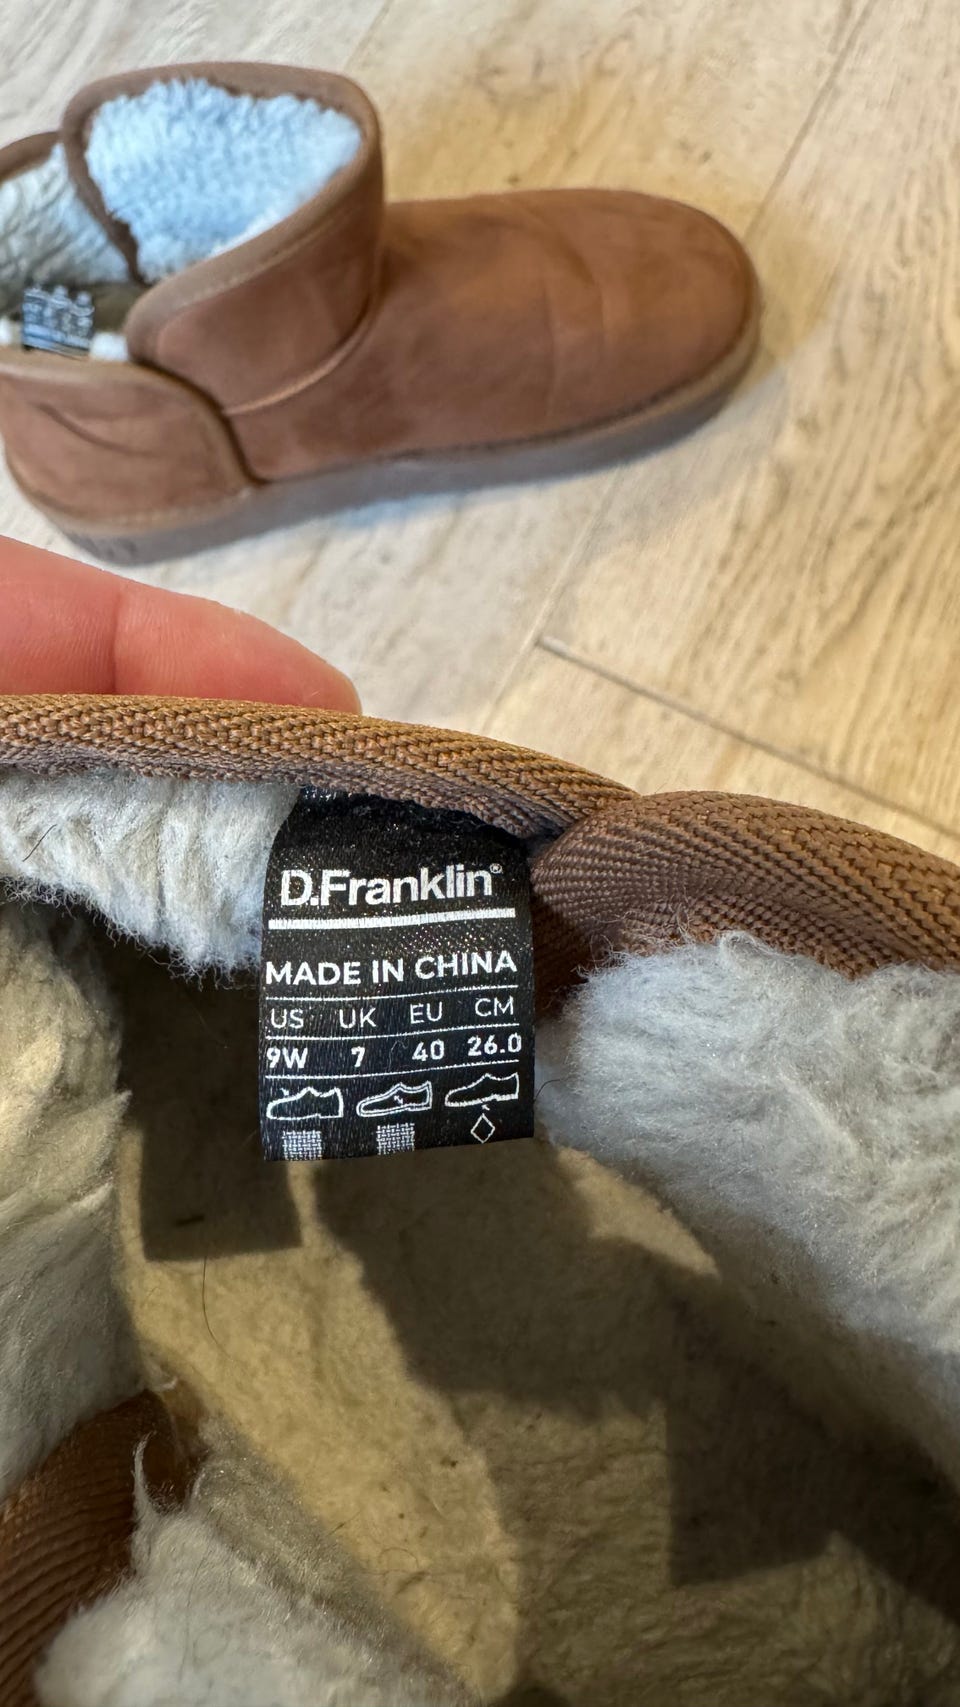 D.Franklin®
MADE IN CHINA
US UK EU CM
9W 7 40 26.0